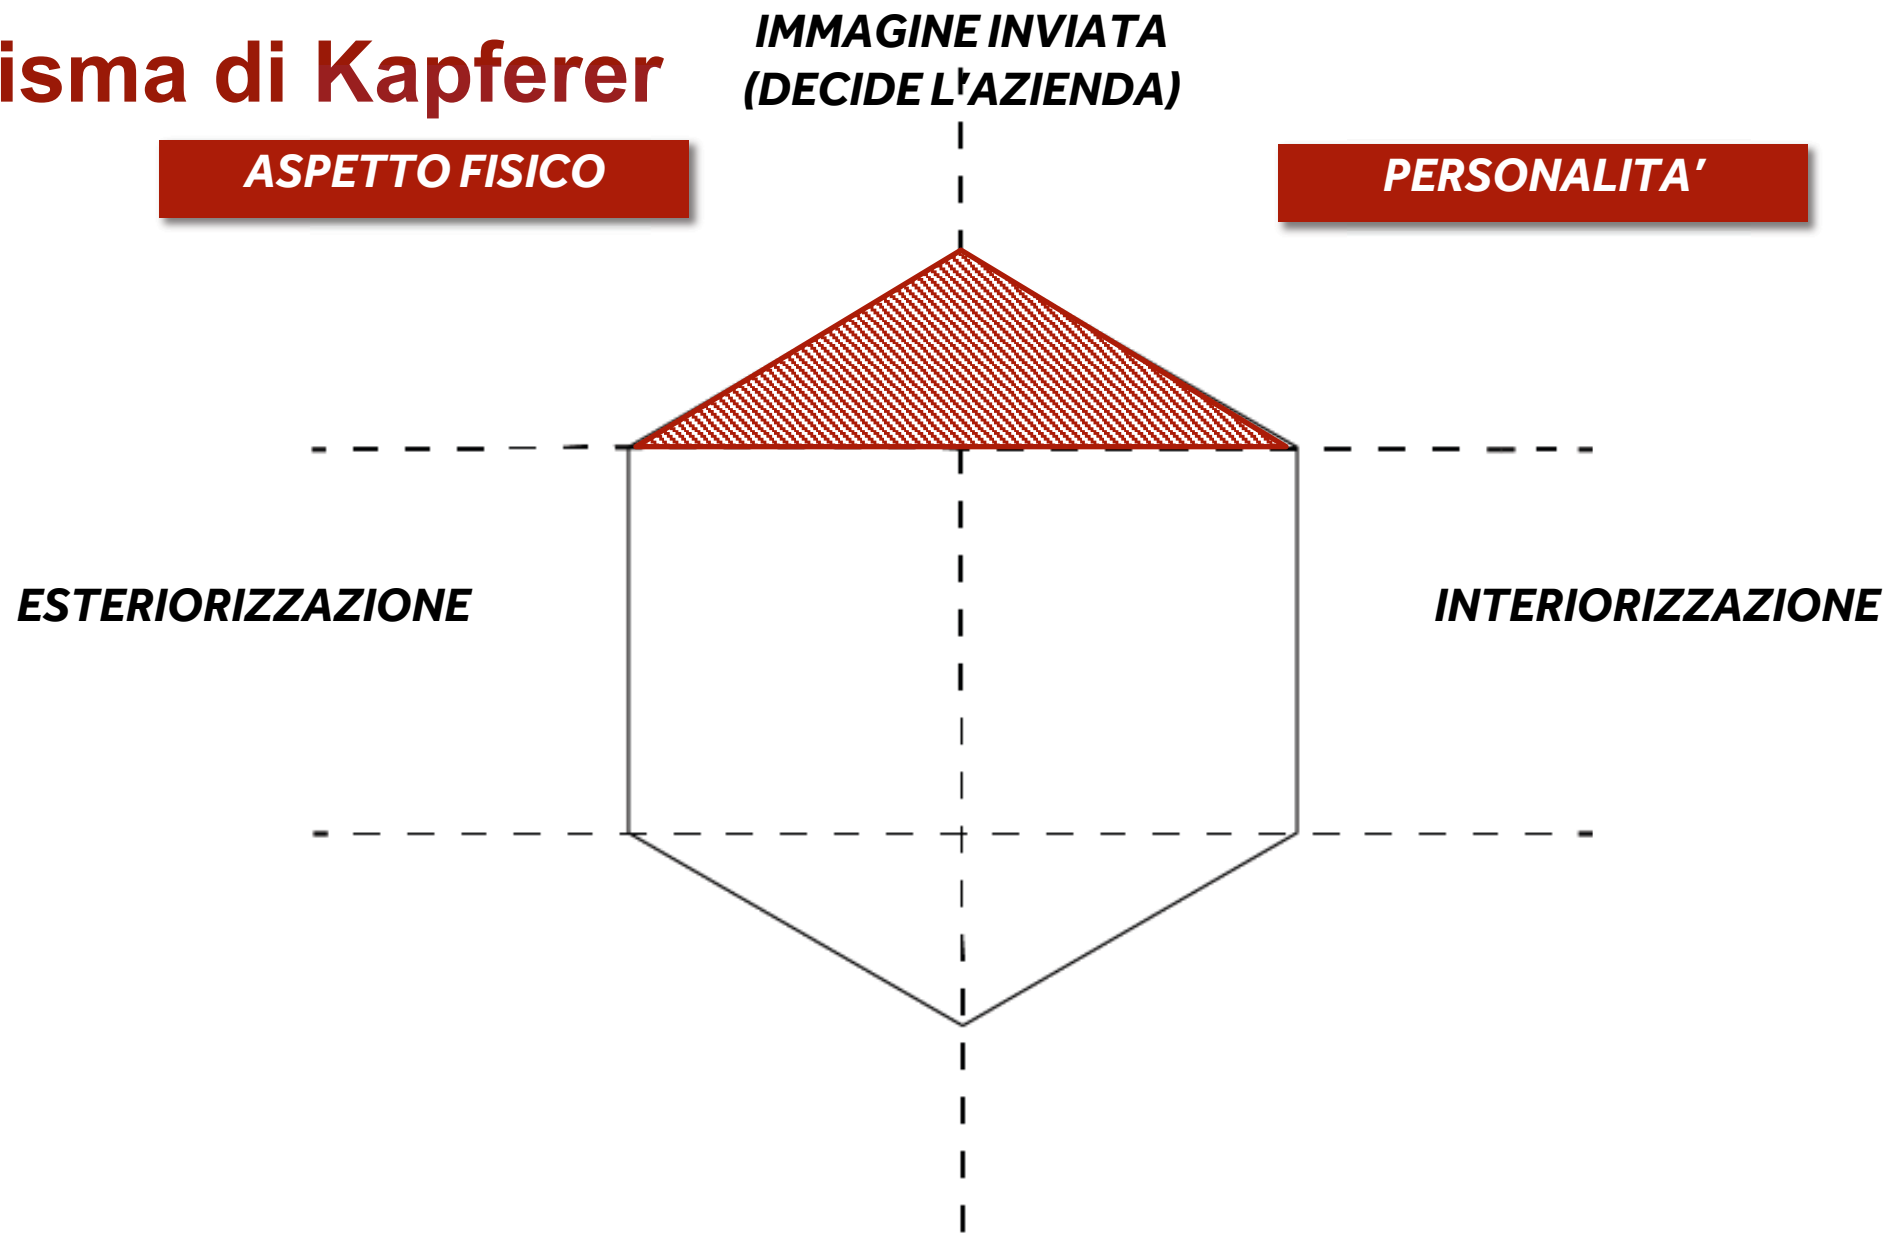 isma di Kapferer
IMMAGINE INVIATA
(DECIDE L'AZIENDA)
ASPETTO FISICO
PERSONALITA'
ESTERIORIZZAZIONE
INTERIORIZZAZIONE